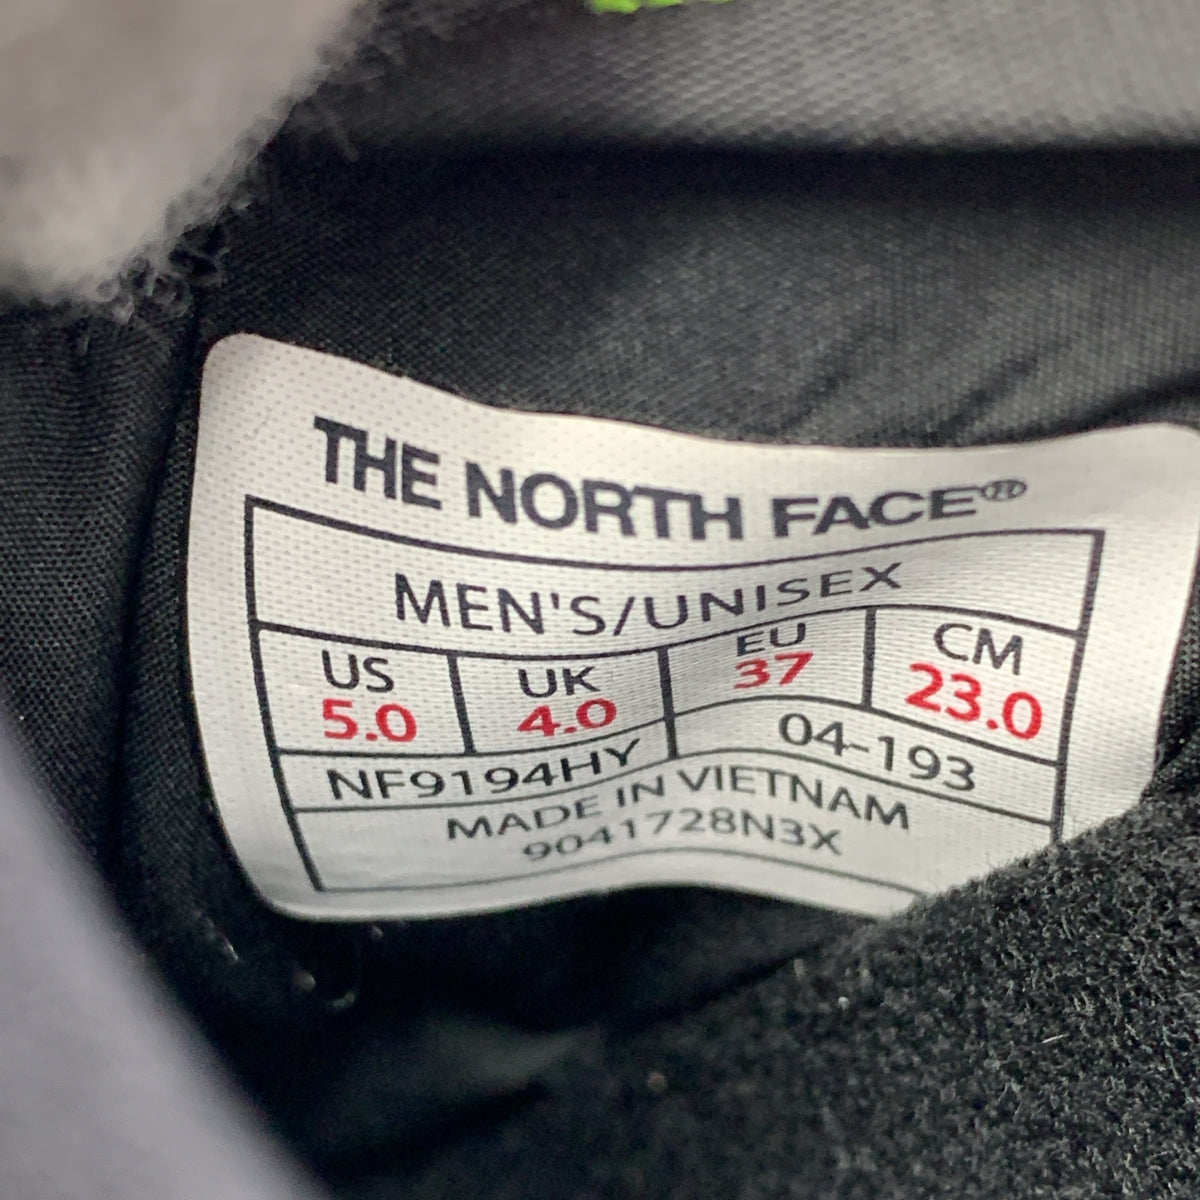 THE NORTH FACE®
MEN'S/UNISEX
US UK EU CM
5.0 4.0 37 23.0
NF9194HY 04-193
MADE IN VIETNAM
9041728N3X